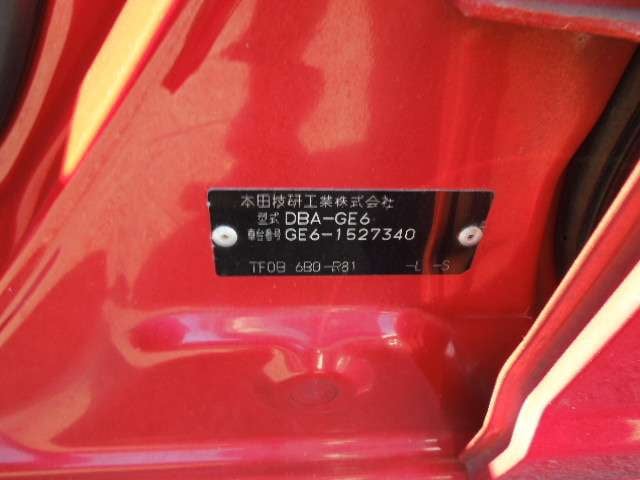 本田技研工業株式会社
型式 DBA-GE6
車台番号 GE6-1527340
TF0B 6B0-R81 -L -S